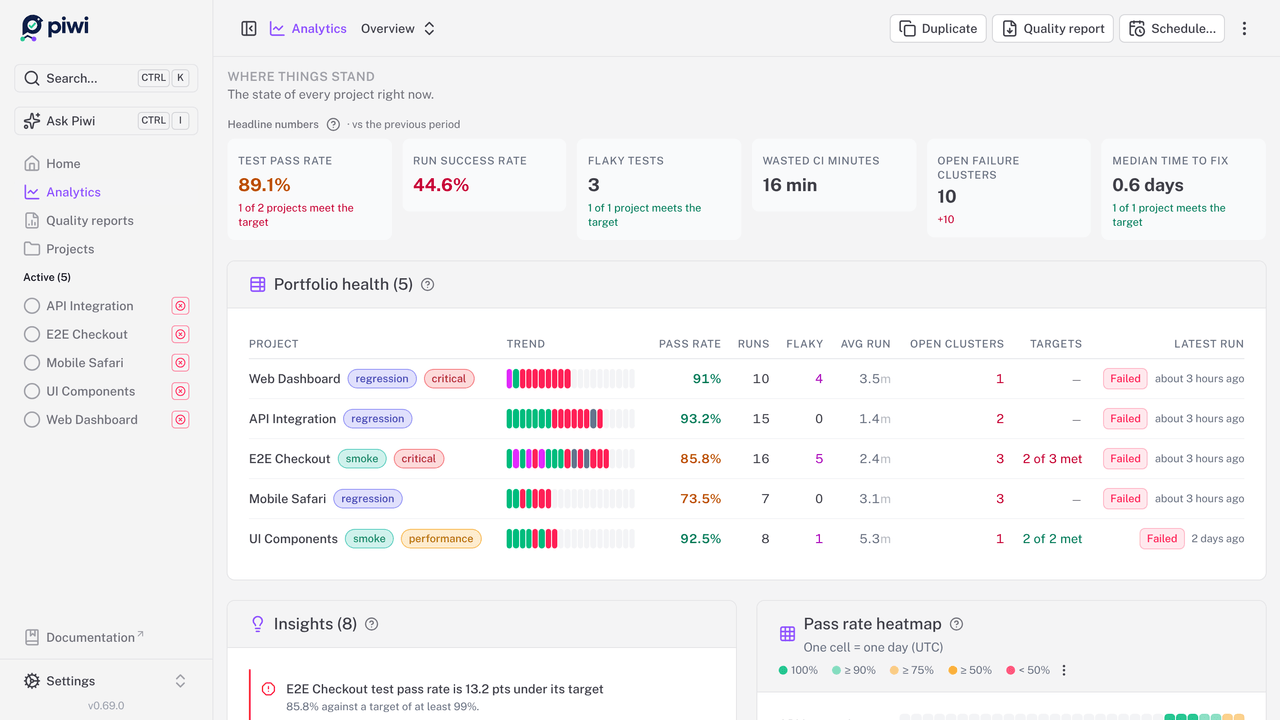 piwi
Search...
CTRL K
Ask Piwi
CTRL I
Home
Analytics
Quality reports
Projects
Active (5)
API Integration
E2E Checkout
Mobile Safari
UI Components
Web Dashboard
Documentation
Settings
v0.69.0
Analytics
Overview
Duplicate
Quality report
Schedule...
WHERE THINGS STAND
The state of every project right now.
Headline numbers · vs the previous period
TEST PASS RATE
89.1%
1 of 2 projects meet the
target
RUN SUCCESS RATE
44.6%
FLAKY TESTS
3
1 of 1 project meets the
target
WASTED CI MINUTES
16 min
OPEN FAILURE
CLUSTERS
10
+10
MEDIAN TIME TO FIX
0.6 days
1 of 1 project meets the
target
Portfolio health (5)
PROJECT TREND PASS RATE RUNS FLAKY AVG RUN OPEN CLUSTERS TARGETS LATEST RUN
Web Dashboard regression critical 91% 10 4 3.5m 1 – Failed about 3 hours ago
API Integration regression 93.2% 15 0 1.4m 2 – Failed about 3 hours ago
E2E Checkout smoke critical 85.8% 16 5 2.4m 3 2 of 3 met Failed about 3 hours ago
Mobile Safari regression 73.5% 7 0 3.1m 3 – Failed about 3 hours ago
UI Components smoke performance 92.5% 8 1 5.3m 1 2 of 2 met Failed 2 days ago
Insights (8)
E2E Checkout test pass rate is 13.2 pts under its target
85.8% against a target of at least 99%.
Pass rate heatmap
One cell = one day (UTC)
100% ≥ 90% ≥ 75% ≥ 50% < 50%